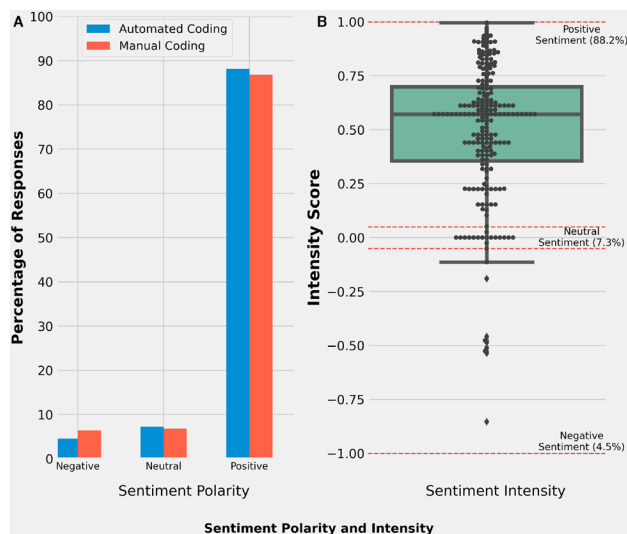 A
Automated Coding
Manual Coding
Percentage of Responses
100
90
80
70
60
50
40
30
20
10
0
Negative
Neutral
Positive
Sentiment Polarity
B
Intensity Score
1.00
0.75
0.50
0.25
0.00
−0.25
−0.50
−0.75
−1.00
Positive
Sentiment (88.2%)
Neutral
Sentiment (7.3%)
Negative
Sentiment (4.5%)
Sentiment Intensity
Sentiment Polarity and Intensity